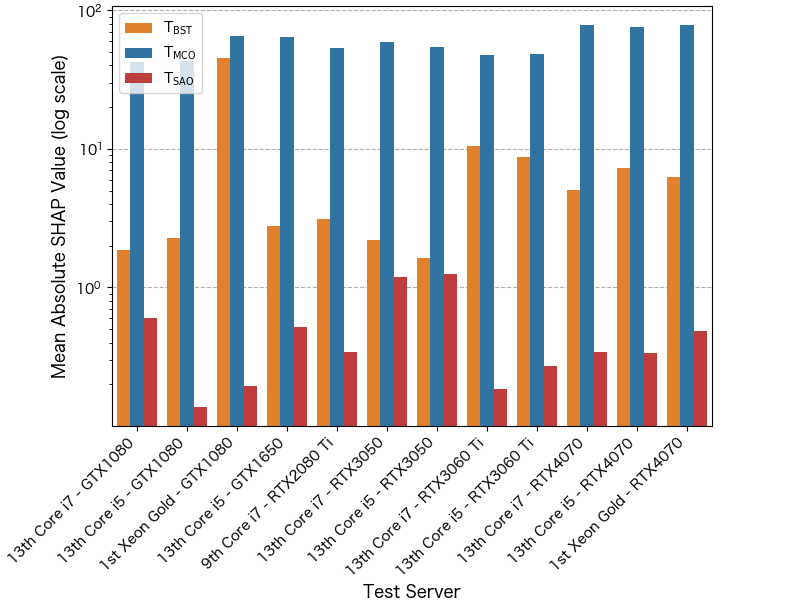 10²
10¹
10⁰
Mean Absolute SHAP Value (log scale)
T_BST
T_MCO
T_SAO
13th Core i7 - GTX1080
13th Core i5 - GTX1080
1st Xeon Gold - GTX1080
13th Core i5 - GTX1650
9th Core i7 - RTX2080 Ti
13th Core i7 - RTX3050
13th Core i5 - RTX3050
13th Core i7 - RTX3060 Ti
13th Core i5 - RTX3060 Ti
13th Core i7 - RTX4070
13th Core i5 - RTX4070
1st Xeon Gold - RTX4070
Test Server